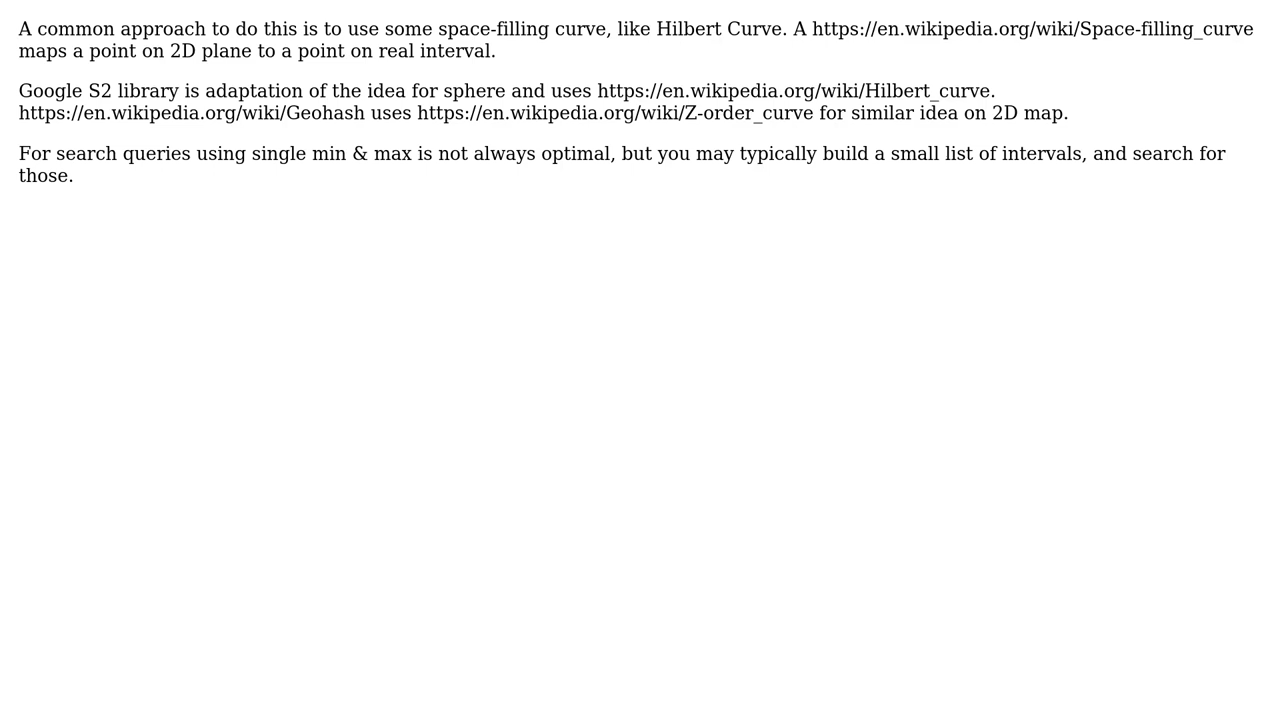 A common approach to do this is to use some space-filling curve, like Hilbert Curve. A https://en.wikipedia.org/wiki/Space-filling_curve
maps a point on 2D plane to a point on real interval.
Google S2 library is adaptation of the idea for sphere and uses https://en.wikipedia.org/wiki/Hilbert_curve.
https://en.wikipedia.org/wiki/Geohash uses https://en.wikipedia.org/wiki/Z-order_curve for similar idea on 2D map.
For search queries using single min & max is not always optimal, but you may typically build a small list of intervals, and search for
those.